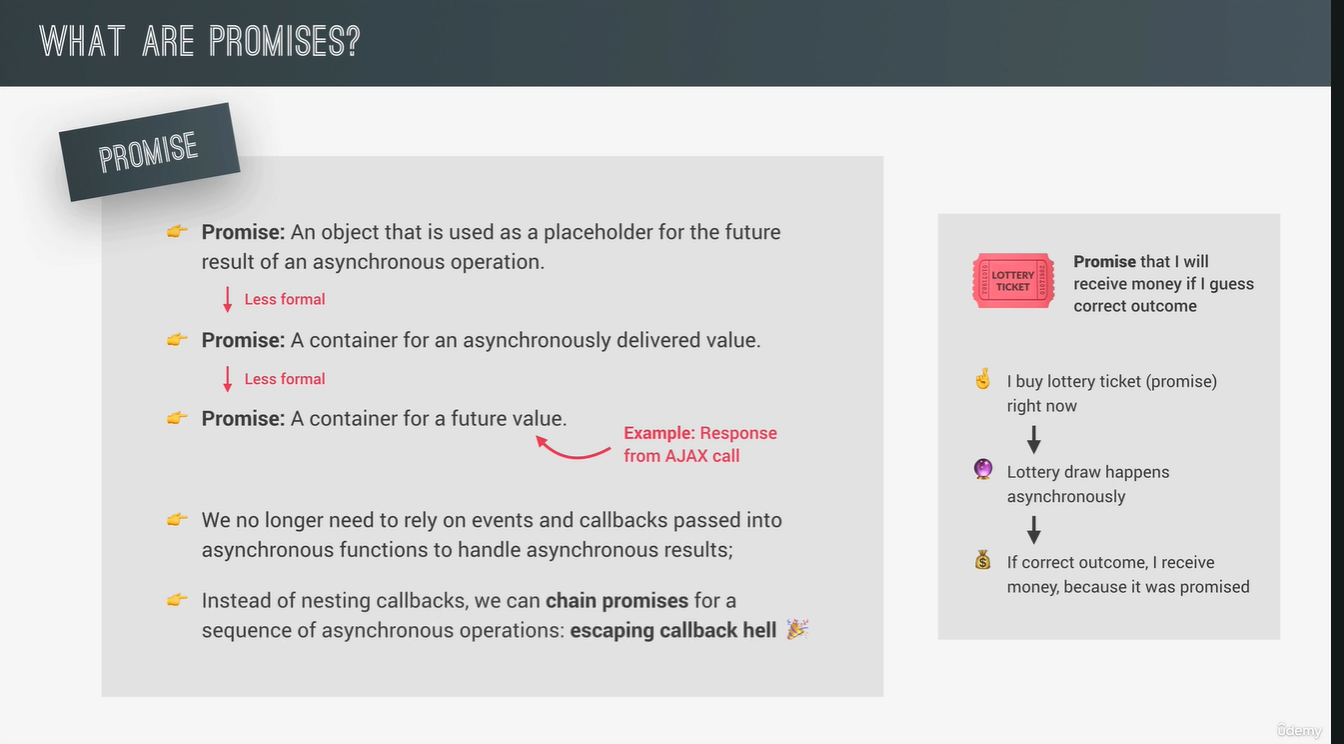 WHAT ARE PROMISES?
PROMISE
Promise: An object that is used as a placeholder for the future
result of an asynchronous operation.
Less formal
Promise: A container for an asynchronously delivered value.
Less formal
Promise: A container for a future value.
Example: Response
from AJAX call
We no longer need to rely on events and callbacks passed into
asynchronous functions to handle asynchronous results;
Instead of nesting callbacks, we can chain promises for a
sequence of asynchronous operations: escaping callback hell
LOTTERY
TICKET
Promise that I will
receive money if I guess
correct outcome
I buy lottery ticket (promise)
right now
Lottery draw happens
asynchronously
If correct outcome, I receive
money, because it was promised
ûdemy